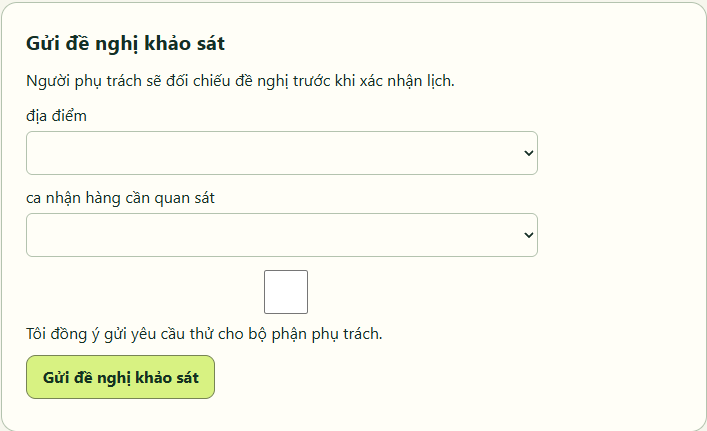 Gửi đề nghị khảo sát
Người phụ trách sẽ đối chiếu đề nghị trước khi xác nhận lịch.
địa điểm
ca nhận hàng cần quan sát
Tôi đồng ý gửi yêu cầu thử cho bộ phận phụ trách.
Gửi đề nghị khảo sát